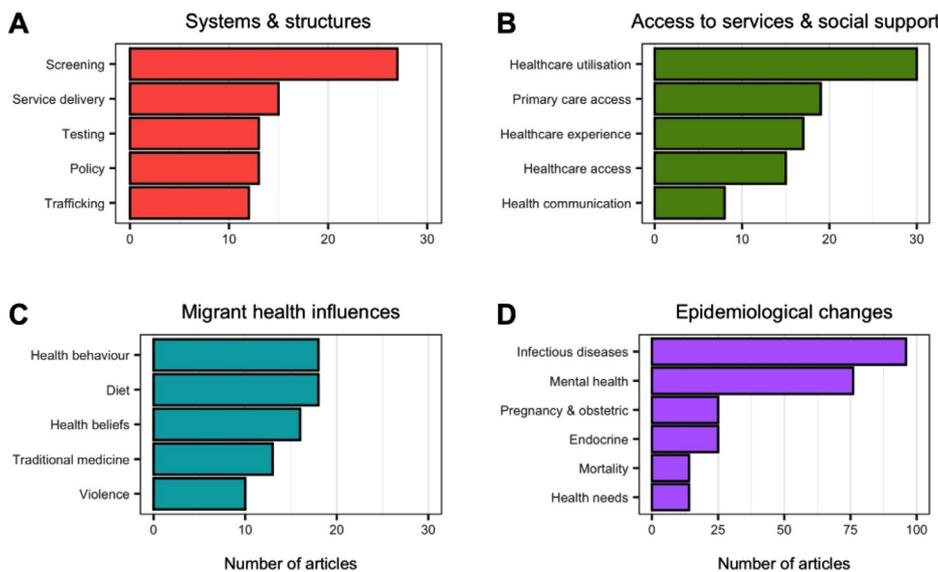 A
Systems & structures
Screening
Service delivery
Testing
Policy
Trafficking
0 10 20 30
B
Access to services & social support
Healthcare utilisation
Primary care access
Healthcare experience
Healthcare access
Health communication
0 10 20 30
C
Migrant health influences
Health behaviour
Diet
Health beliefs
Traditional medicine
Violence
0 10 20 30
Number of articles
D
Epidemiological changes
Infectious diseases
Mental health
Pregnancy & obstetric
Endocrine
Mortality
Health needs
0 25 50 75 100
Number of articles